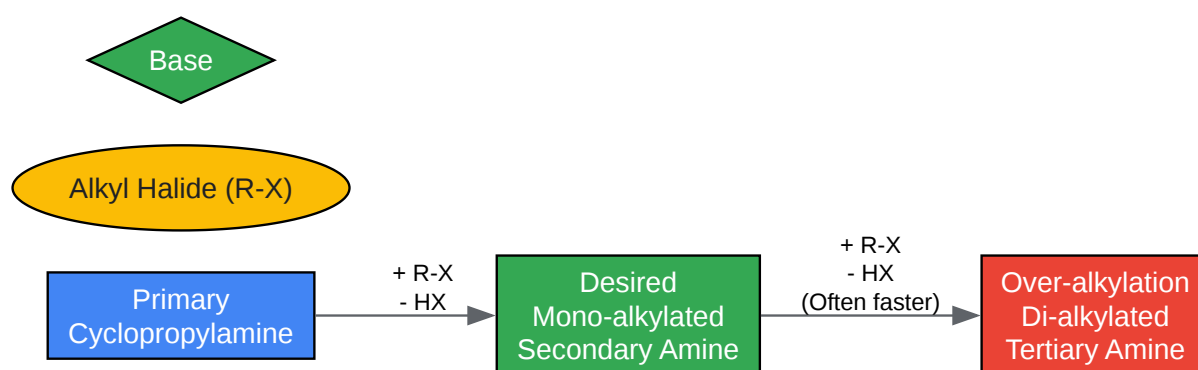 Base
Alkyl Halide (R-X)
Primary
Cyclopropylamine
+ R-X
- HX
Desired
Mono-alkylated
Secondary Amine
+ R-X
- HX
(Often faster)
Over-alkylation
Di-alkylated
Tertiary Amine